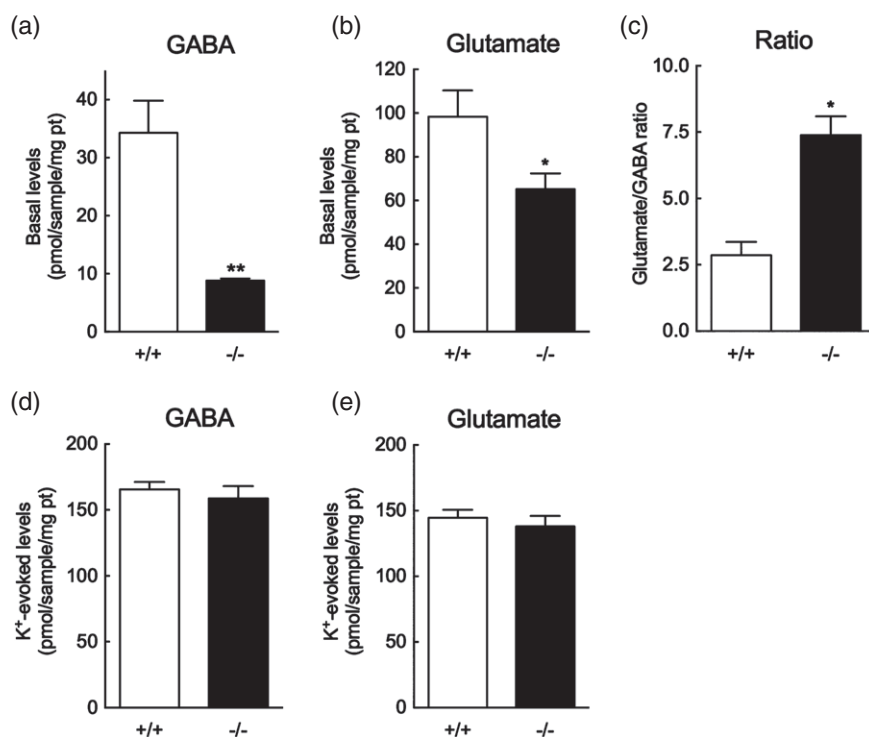 (a)
GABA
Basal levels
(pmol/sample/mg pt)
40
30
20
10
0
**
+/+
-/-
(b)
Glutamate
Basal levels
(pmol/sample/mg pt)
120
100
80
60
40
20
0
*
+/+
-/-
(c)
Ratio
Glutamate/GABA ratio
10.0
7.5
5.0
2.5
0.0
*
+/+
-/-
(d)
GABA
K⁺-evoked levels
(pmol/sample/mg pt)
200
150
100
50
0
+/+
-/-
(e)
Glutamate
K⁺-evoked levels
(pmol/sample/mg pt)
200
150
100
50
0
+/+
-/-